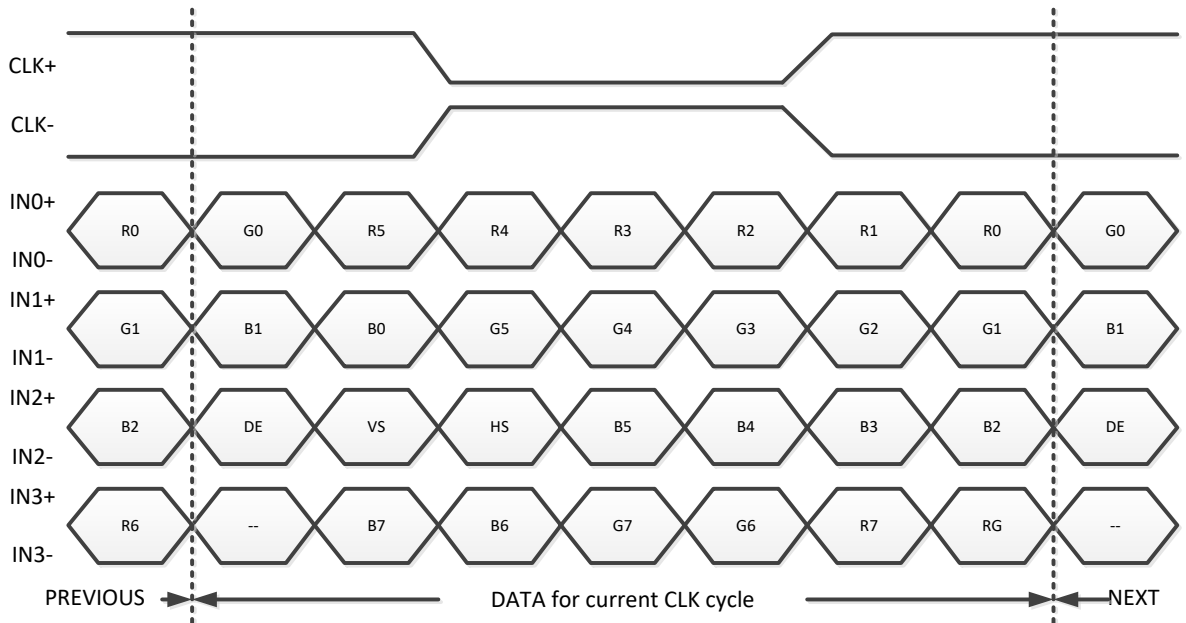 CLK+
CLK-
IN0+
R0 G0 R5 R4 R3 R2 R1 R0 G0
IN0-
IN1+
G1 B1 B0 G5 G4 G3 G2 G1 B1
IN1-
IN2+
B2 DE VS HS B5 B4 B3 B2 DE
IN2-
IN3+
R6 -- B7 B6 G7 G6 R7 RG --
IN3-
PREVIOUS DATA for current CLK cycle NEXT